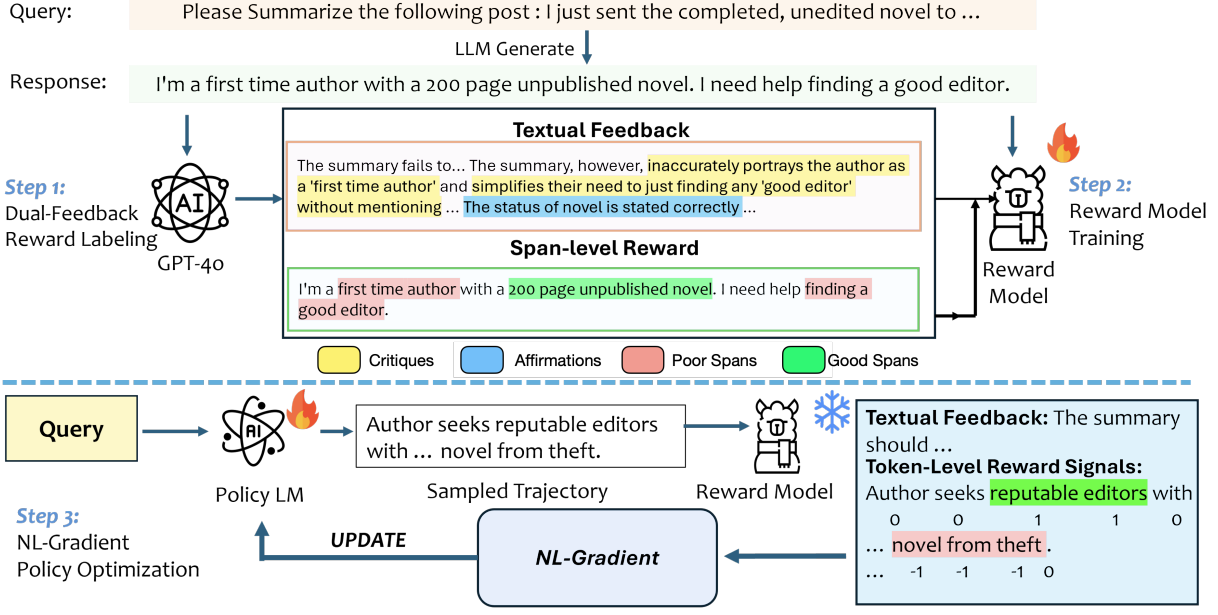 Query:
Please Summarize the following post : I just sent the completed, unedited novel to …
LLM Generate
Response:
I'm a first time author with a 200 page unpublished novel. I need help finding a good editor.
Step 1:
Dual-Feedback
Reward Labeling
AI
GPT-4o
Textual Feedback
The summary fails to... The summary, however, inaccurately portrays the author as
a 'first time author' and simplifies their need to just finding any 'good editor'
without mentioning ... The status of novel is stated correctly ...
Span-level Reward
I'm a first time author with a 200 page unpublished novel. I need help finding a
good editor.
Step 2:
Reward Model
Training
Reward
Model
Critiques
Affirmations
Poor Spans
Good Spans
Query
AI
Policy LM
Author seeks reputable editors
with … novel from theft.
Sampled Trajectory
Reward Model
Textual Feedback: The summary
should …
Token-Level Reward Signals:
Author seeks reputable editors with
0 0 1 1 0
… novel from theft .
… -1 -1 -1 0
Step 3:
NL-Gradient
Policy Optimization
UPDATE
NL-Gradient